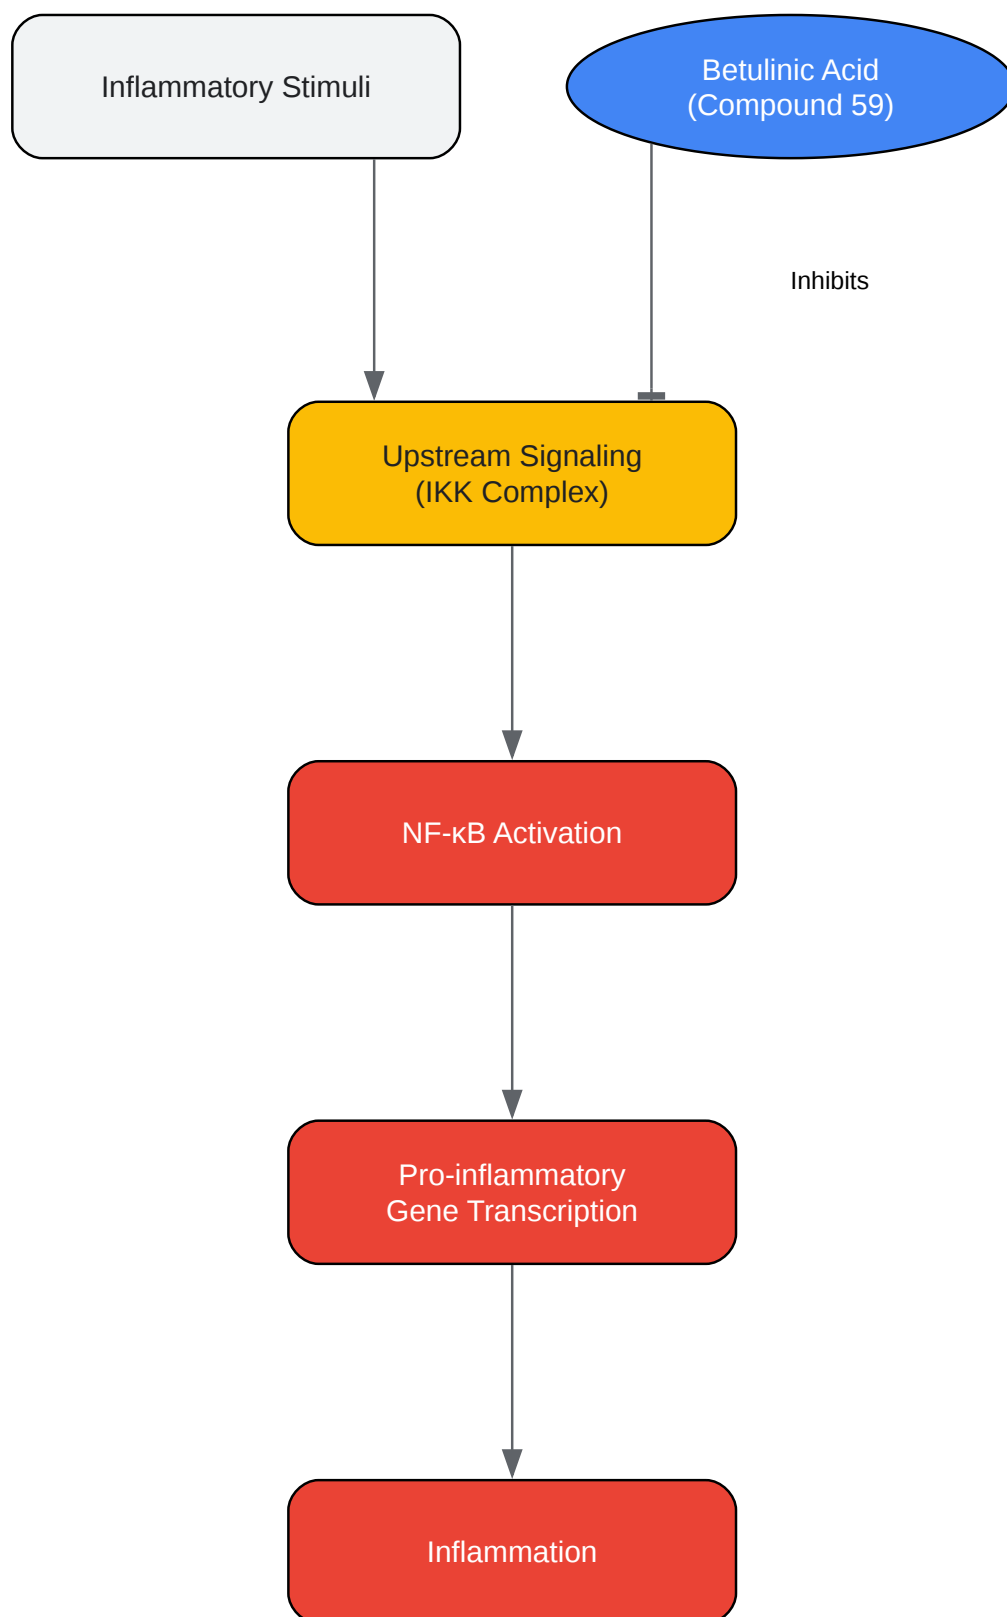 Inflammatory Stimuli
Betulinic Acid
(Compound 59)
Inhibits
Upstream Signaling
(IKK Complex)
NF-κB Activation
Pro-inflammatory
Gene Transcription
Inflammation